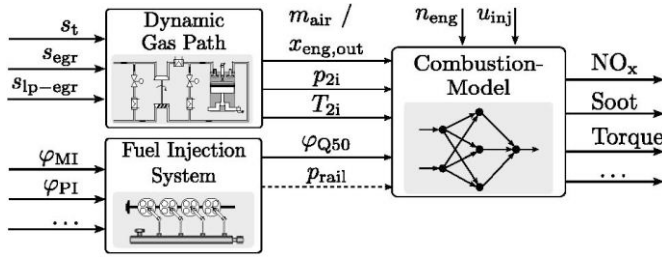 s_t
s_egr
s_lp-egr
Dynamic
Gas Path
m_air /
x_eng,out
p_2i
T_2i
n_eng
u_inj
Combustion-
Model
NO_x
Soot
Torque
...
φ_MI
φ_PI
...
Fuel Injection
System
φ_Q50
p_rail